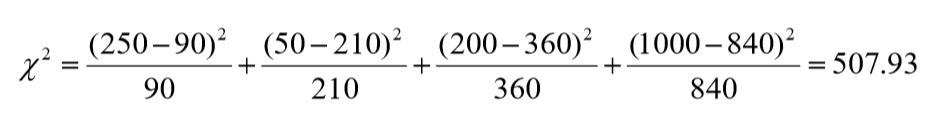 χ² = (250−90)²/90 + (50−210)²/210 + (200−360)²/360 + (1000−840)²/840 = 507.93